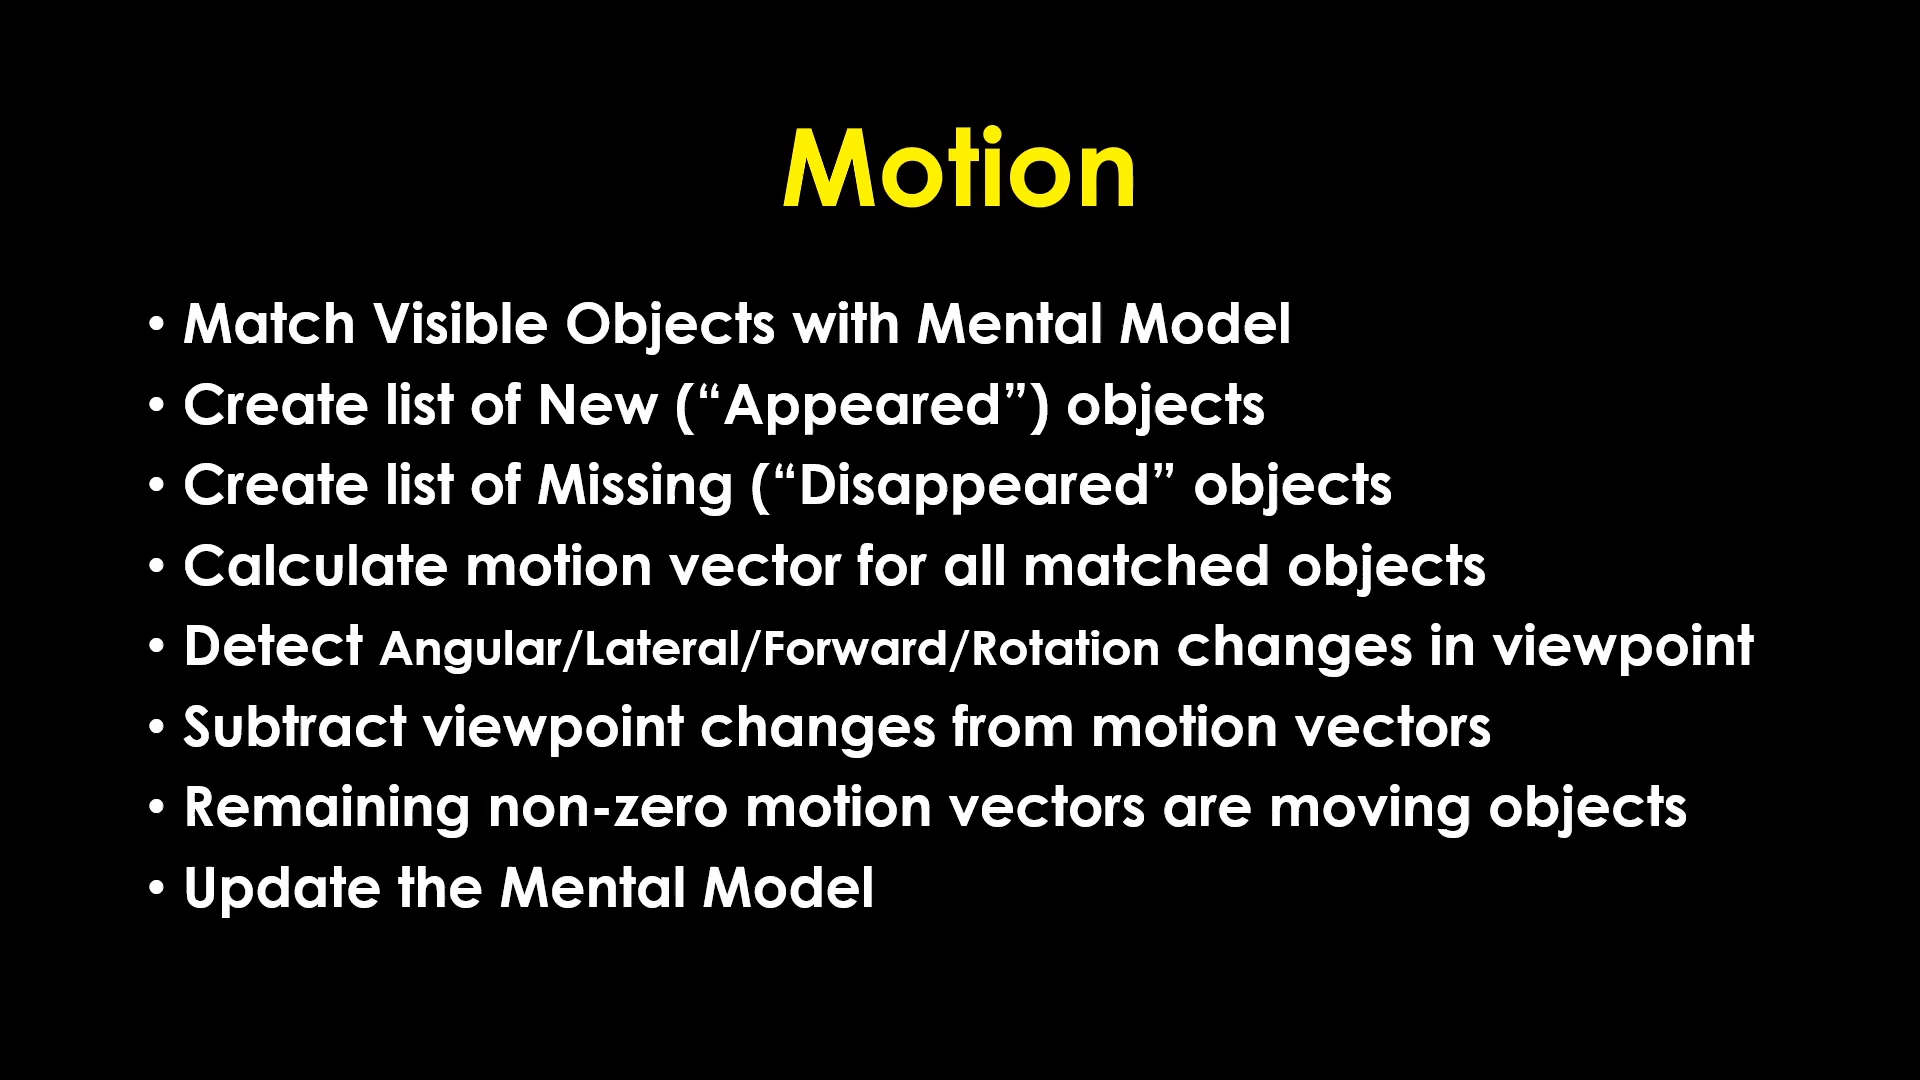 Motion
• Match Visible Objects with Mental Model
• Create list of New (“Appeared”) objects
• Create list of Missing (“Disappeared” objects
• Calculate motion vector for all matched objects
• Detect Angular/Lateral/Forward/Rotation changes in viewpoint
• Subtract viewpoint changes from motion vectors
• Remaining non-zero motion vectors are moving objects
• Update the Mental Model